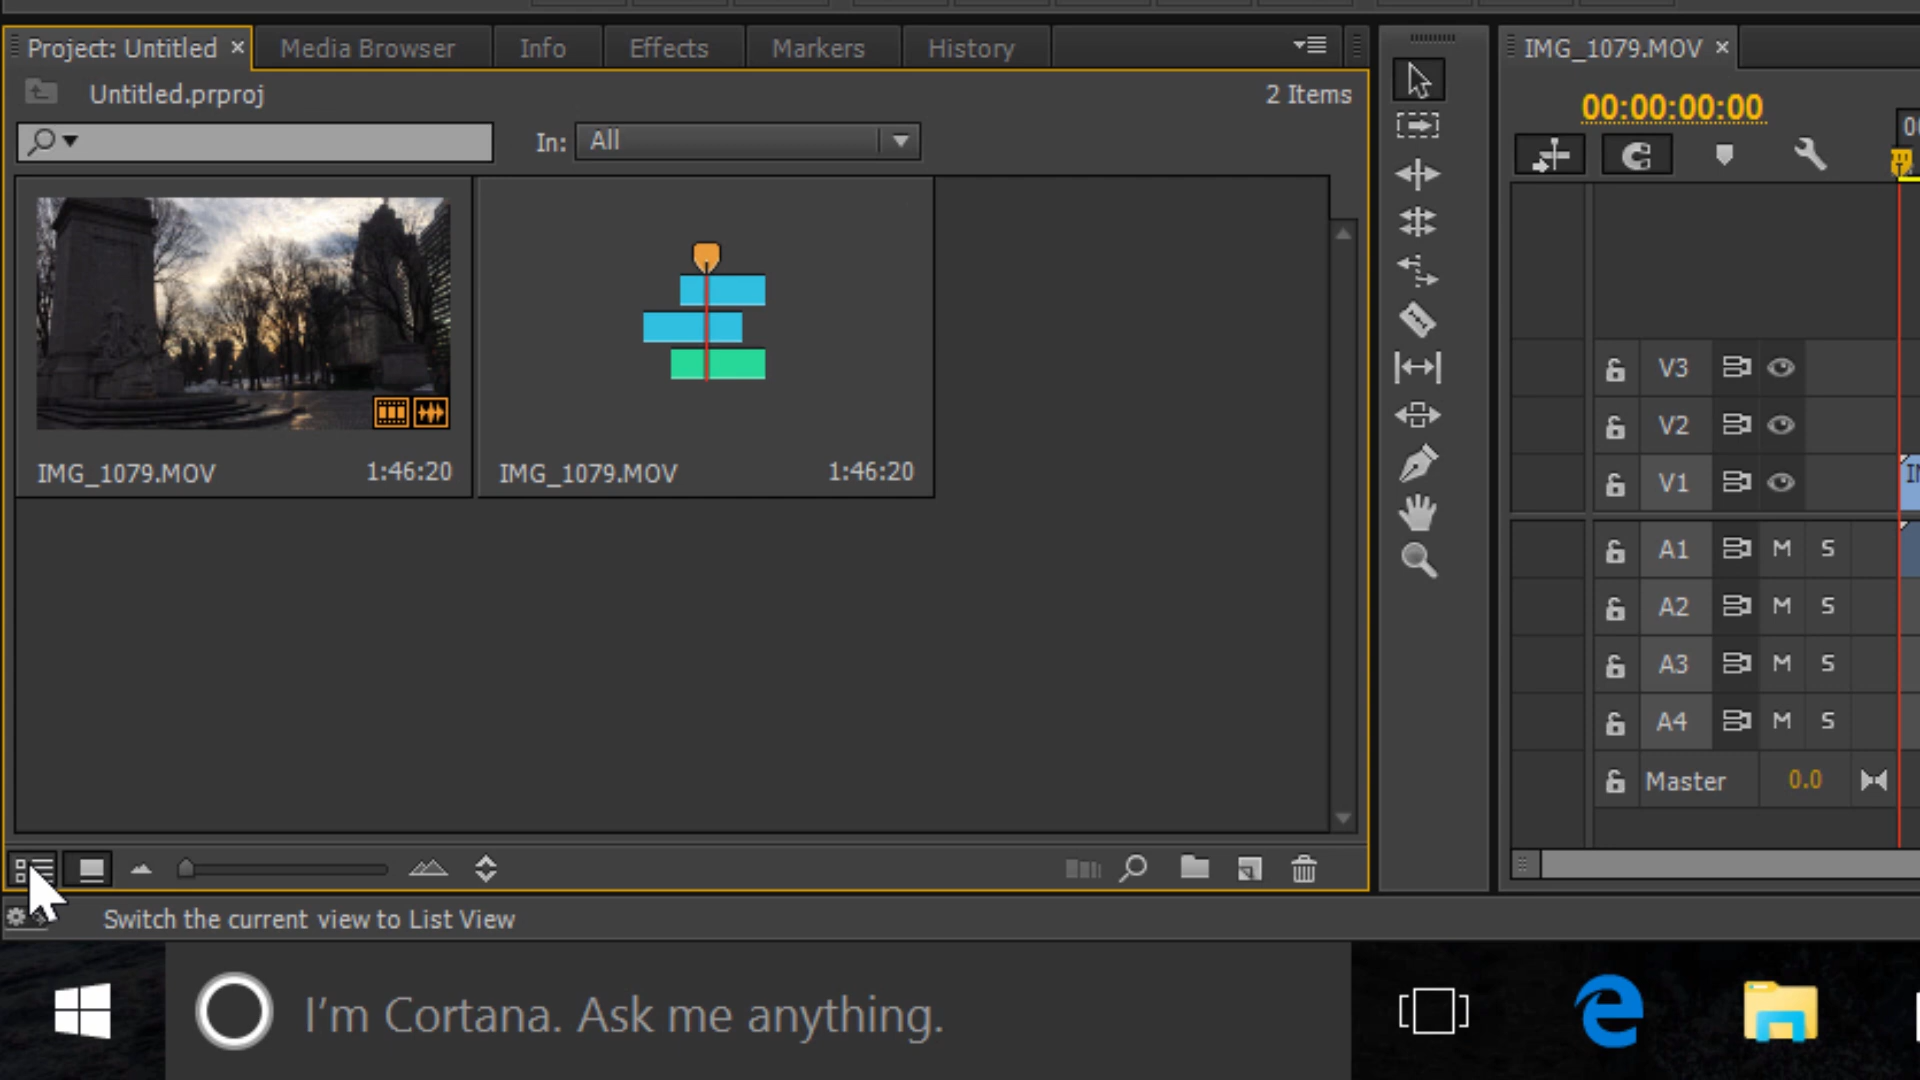 Project: Untitled × Media Browser Info Effects Markers History
Untitled.prproj 2 Items
In: All
IMG_1079.MOV 1:46:20 IMG_1079.MOV 1:46:20
Switch the current view to List View
IMG_1079.MOV ×
00:00:00:00
V3
V2
V1
A1 M S
A2 M S
A3 M S
A4 M S
Master 0.0
I'm Cortana. Ask me anything.